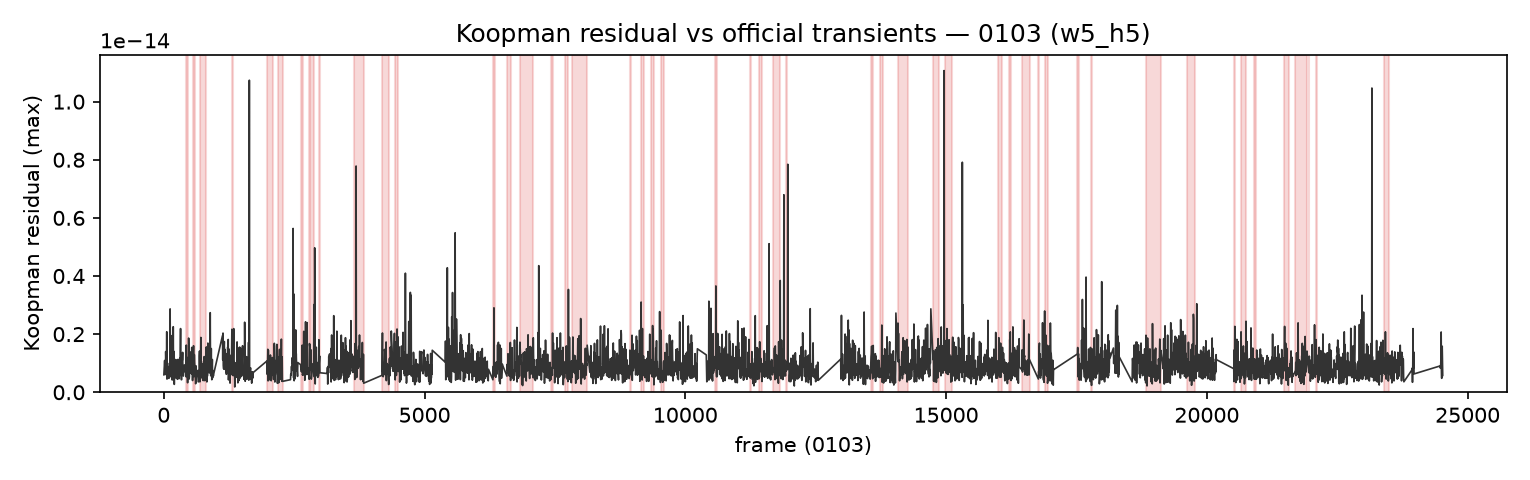 Koopman residual vs official transients — 0103 (w5_h5)
1e−14
Koopman residual (max)
1.0
0.8
0.6
0.4
0.2
0.0
0 5000 10000 15000 20000 25000
frame (0103)